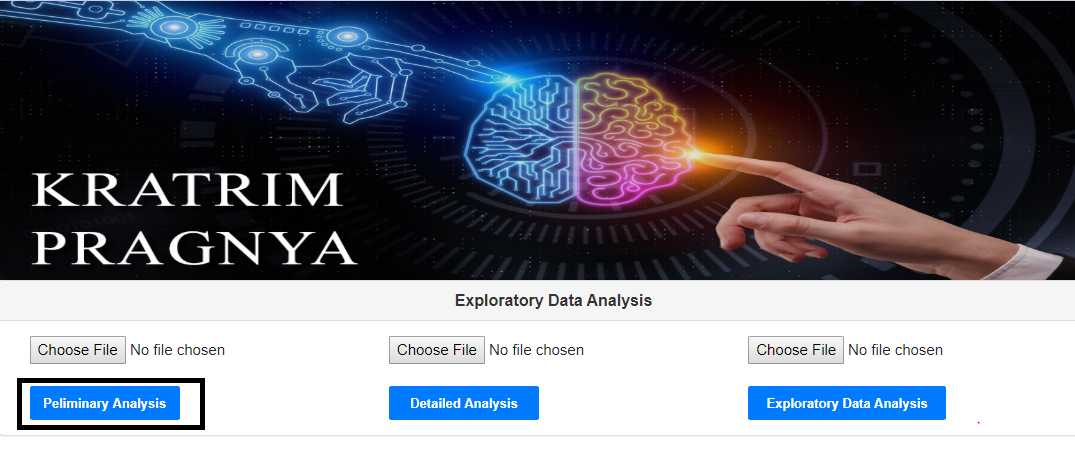 KRATRIM
PRAGNYA
Exploratory Data Analysis
Choose File No file chosen
Choose File No file chosen
Choose File No file chosen
Peliminary Analysis
Detailed Analysis
Exploratory Data Analysis